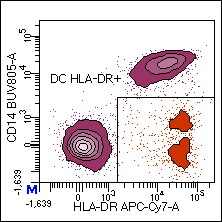 CD14 BUV805-A
10⁵
10⁴
10³
0
-1,639
DC HLA-DR+
M
-1,639
0
10³
10⁴
10⁵
HLA-DR APC-Cy7-A